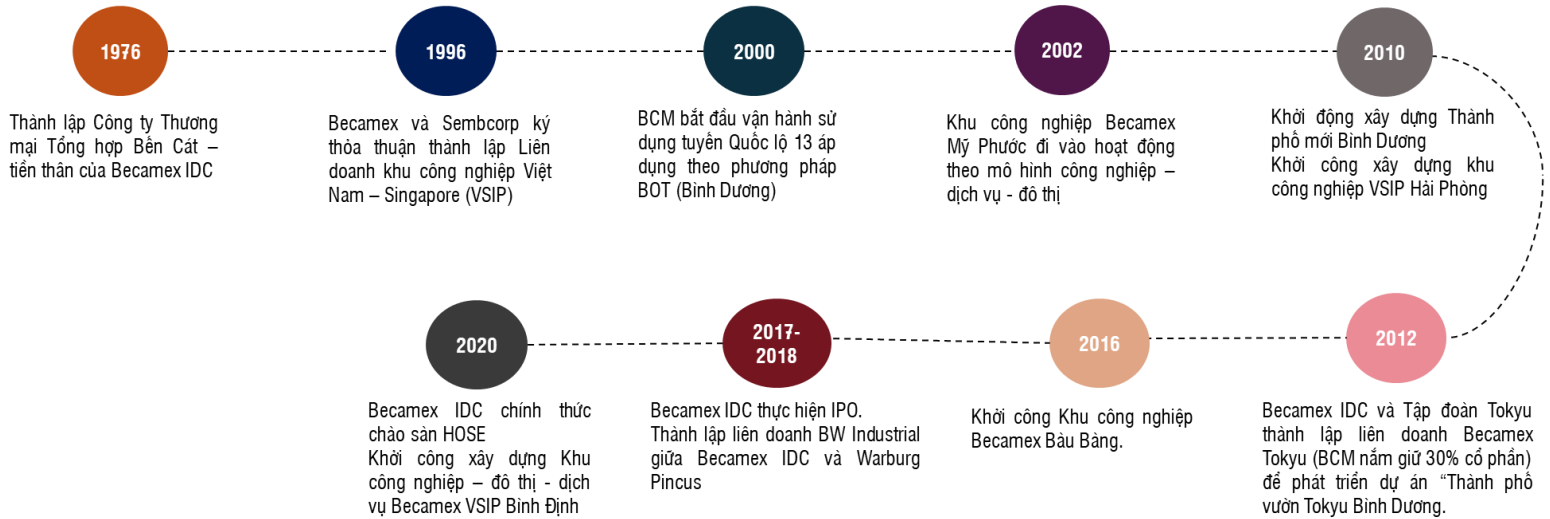 1976
Thành lập Công ty Thương
mại Tổng hợp Bến Cát –
tiền thân của Becamex IDC
1996
Becamex và Sembcorp ký
thỏa thuận thành lập Liên
doanh khu công nghiệp Việt
Nam – Singapore (VSIP)
2000
BCM bắt đầu vận hành sử
dụng tuyến Quốc lộ 13 áp
dụng theo phương pháp
BOT (Bình Dương)
2002
Khu công nghiệp Becamex
Mỹ Phước đi vào hoạt động
theo mô hình công nghiệp –
dịch vụ - đô thị
2010
Khởi động xây dựng Thành
phố mới Bình Dương
Khởi công xây dựng khu
công nghiệp VSIP Hải Phòng
2012
Becamex IDC và Tập đoàn Tokyu
thành lập liên doanh Becamex
Tokyu (BCM nắm giữ 30% cổ phần)
để phát triển dự án “Thành phố
vườn Tokyu Bình Dương.
2016
Khởi công Khu công nghiệp
Becamex Bàu Bàng.
2017-
2018
Becamex IDC thực hiện IPO.
Thành lập liên doanh BW Industrial
giữa Becamex IDC và Warburg
Pincus
2020
Becamex IDC chính thức
chào sàn HOSE
Khởi công xây dựng Khu
công nghiệp – đô thị - dịch
vụ Becamex VSIP Bình Định